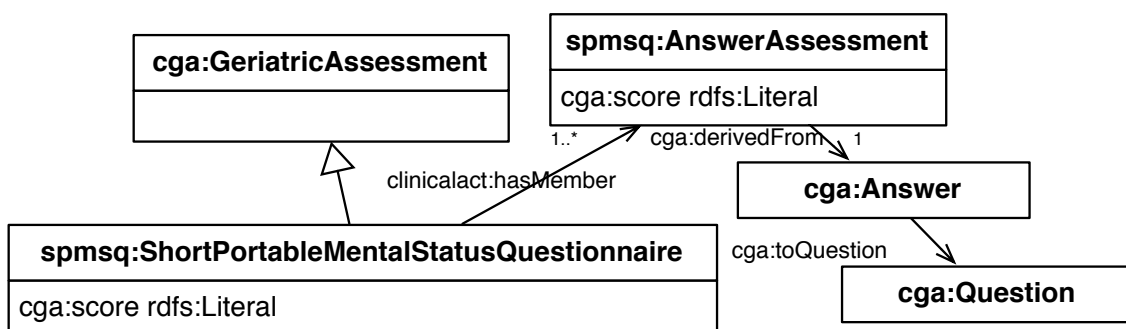 cga:GeriatricAssessment
spmsq:AnswerAssessment
cga:score rdfs:Literal
1..*
cga:derivedFrom
1
clinicalact:hasMember
cga:Answer
spmsq:ShortPortableMentalStatusQuestionnaire
cga:score rdfs:Literal
cga:toQuestion
cga:Question